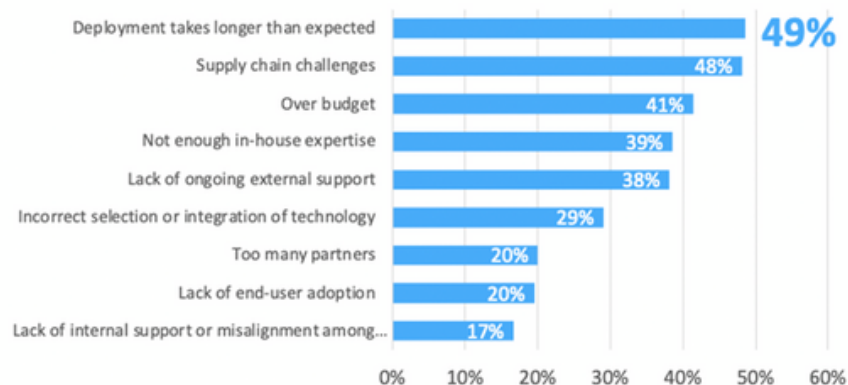 Deployment takes longer than expected 49%
Supply chain challenges 48%
Over budget 41%
Not enough in-house expertise 39%
Lack of ongoing external support 38%
Incorrect selection or integration of technology 29%
Too many partners 20%
Lack of end-user adoption 20%
Lack of internal support or misalignment among... 17%
0% 10% 20% 30% 40% 50% 60%